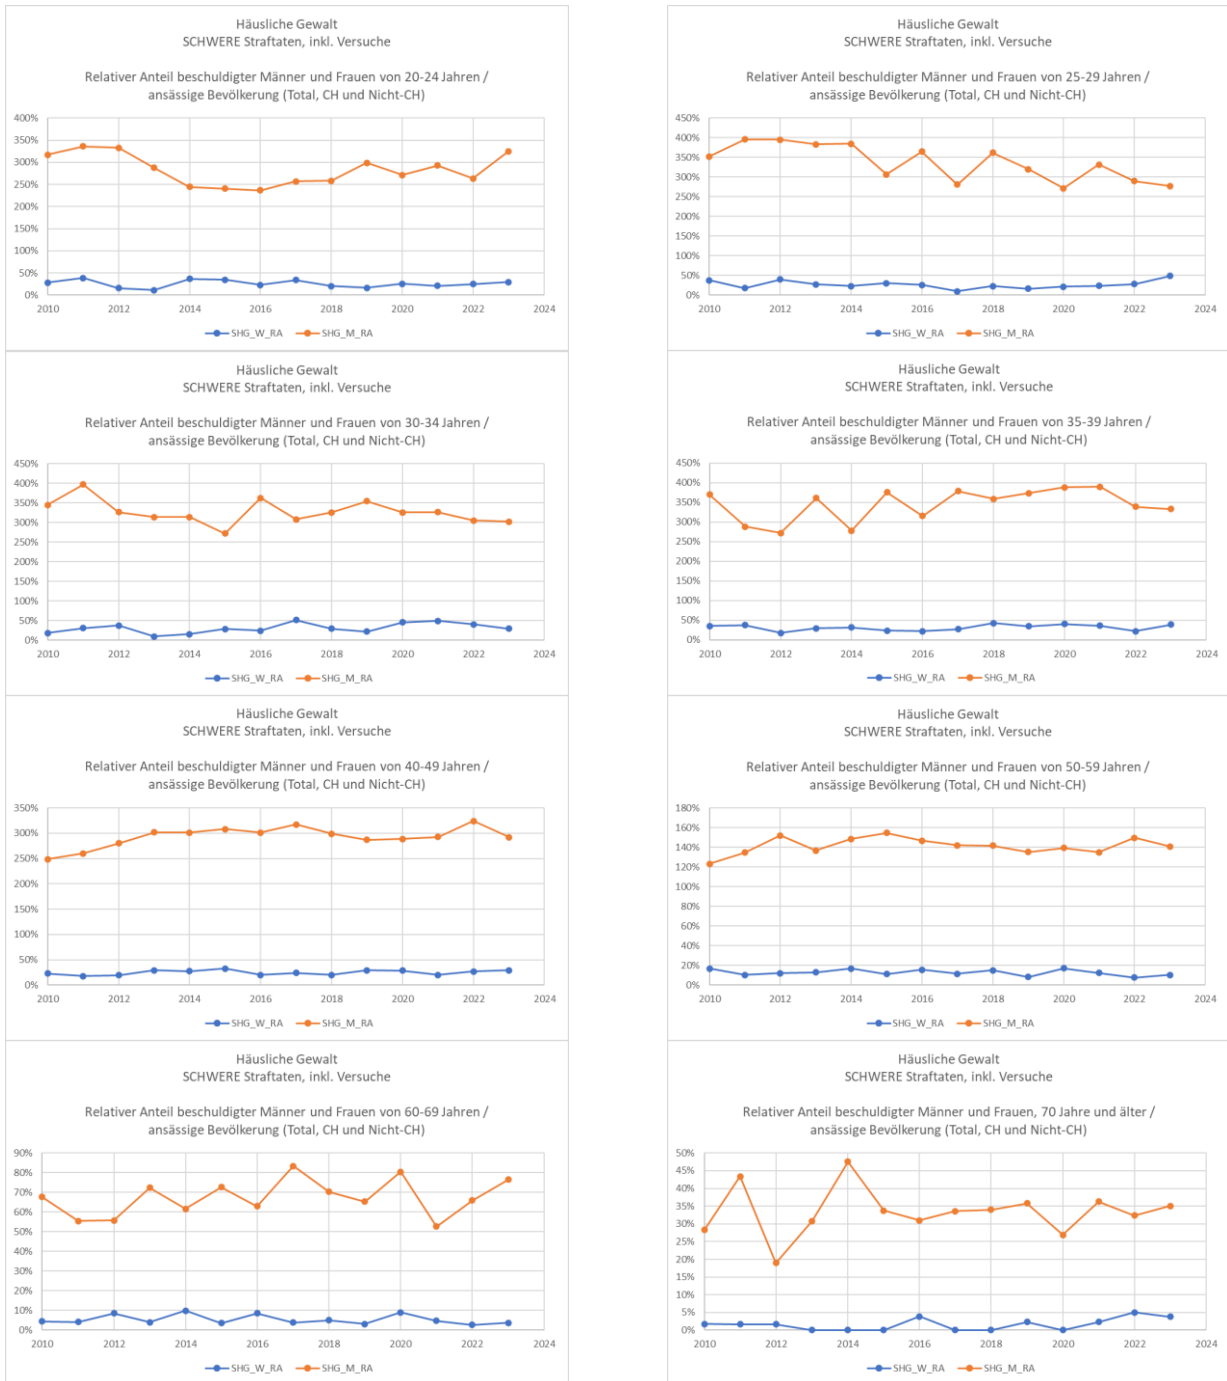 Häusliche Gewalt
SCHWERE Straftaten, inkl. Versuche
Relativer Anteil beschuldigter Männer und Frauen von 20-24 Jahren /
ansässige Bevölkerung (Total, CH und Nicht-CH)
400%
350%
300%
250%
200%
150%
100%
50%
0%
2010 2012 2014 2016 2018 2020 2022 2024
SHG_W_RA SHG_M_RA
Häusliche Gewalt
SCHWERE Straftaten, inkl. Versuche
Relativer Anteil beschuldigter Männer und Frauen von 25-29 Jahren /
ansässige Bevölkerung (Total, CH und Nicht-CH)
450%
400%
350%
300%
250%
200%
150%
100%
50%
0%
2010 2012 2014 2016 2018 2020 2022 2024
SHG_W_RA SHG_M_RA
Häusliche Gewalt
SCHWERE Straftaten, inkl. Versuche
Relativer Anteil beschuldigter Männer und Frauen von 30-34 Jahren /
ansässige Bevölkerung (Total, CH und Nicht-CH)
450%
400%
350%
300%
250%
200%
150%
100%
50%
0%
2010 2012 2014 2016 2018 2020 2022 2024
SHG_W_RA SHG_M_RA
Häusliche Gewalt
SCHWERE Straftaten, inkl. Versuche
Relativer Anteil beschuldigter Männer und Frauen von 35-39 Jahren /
ansässige Bevölkerung (Total, CH und Nicht-CH)
450%
400%
350%
300%
250%
200%
150%
100%
50%
0%
2010 2012 2014 2016 2018 2020 2022 2024
SHG_W_RA SHG_M_RA
Häusliche Gewalt
SCHWERE Straftaten, inkl. Versuche
Relativer Anteil beschuldigter Männer und Frauen von 40-49 Jahren /
ansässige Bevölkerung (Total, CH und Nicht-CH)
350%
300%
250%
200%
150%
100%
50%
0%
2010 2012 2014 2016 2018 2020 2022 2024
SHG_W_RA SHG_M_RA
Häusliche Gewalt
SCHWERE Straftaten, inkl. Versuche
Relativer Anteil beschuldigter Männer und Frauen von 50-59 Jahren /
ansässige Bevölkerung (Total, CH und Nicht-CH)
180%
160%
140%
120%
100%
80%
60%
40%
20%
0%
2010 2012 2014 2016 2018 2020 2022 2024
SHG_W_RA SHG_M_RA
Häusliche Gewalt
SCHWERE Straftaten, inkl. Versuche
Relativer Anteil beschuldigter Männer und Frauen von 60-69 Jahren /
ansässige Bevölkerung (Total, CH und Nicht-CH)
90%
80%
70%
60%
50%
40%
30%
20%
10%
0%
2010 2012 2014 2016 2018 2020 2022 2024
SHG_W_RA SHG_M_RA
Häusliche Gewalt
SCHWERE Straftaten, inkl. Versuche
Relativer Anteil beschuldigter Männer und Frauen, 70 Jahre und älter /
ansässige Bevölkerung (Total, CH und Nicht-CH)
50%
45%
40%
35%
30%
25%
20%
15%
10%
5%
0%
2010 2012 2014 2016 2018 2020 2022 2024
SHG_W_RA SHG_M_RA